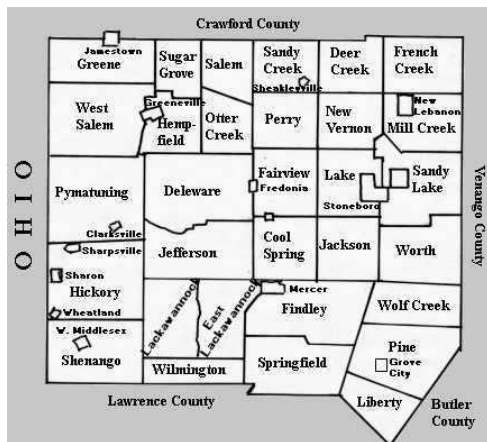 Crawford County
Jamestown
Greene
Sugar
Grove
Salem
Sandy
Creek
Sheakleyville
Deer
Creek
French
Creek
West
Salem
Greeneville
Hemp-
field
Otter
Creek
Perry
New
Vernon
New
Lebanon
Mill Creek
OHIO
Pymatuning
Deleware
Fairview
Fredonia
Lake
Stoneboro
Sandy
Lake
Venango County
Clarksville
Sharpsville
Jefferson
Cool
Spring
Jackson
Worth
Sharon
Hickory
Wheatland
Lackawannock
East
Lackawannock
Mercer
Findley
Wolf Creek
W. Middlesex
Shenango
Wilmington
Springfield
Pine
Grove
City
Liberty
Lawrence County
Butler
County